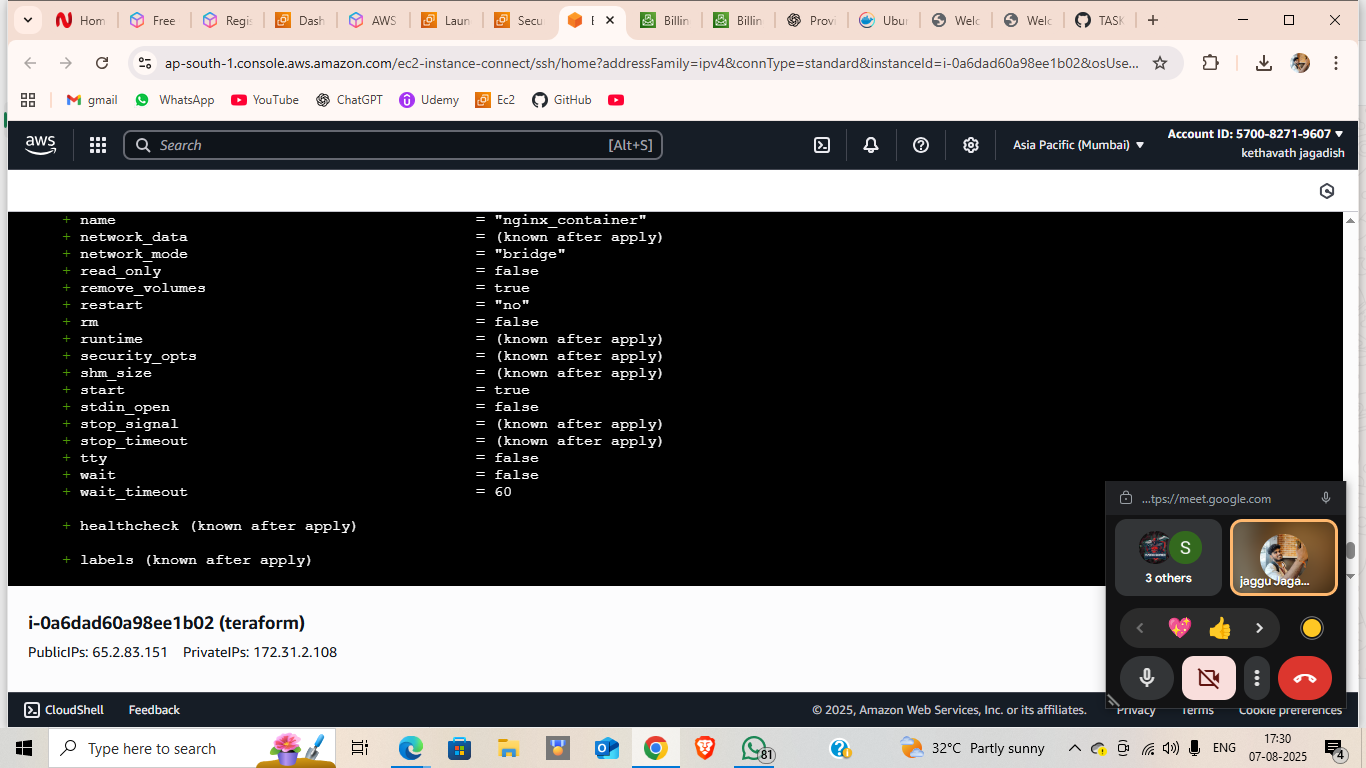 Hom
Free
Regis
Dash
AWS
Laun
Secu
E
Billin
Billin
Provi
Ubun
Welc
Welc
TASK
ap-south-1.console.aws.amazon.com/ec2-instance-connect/ssh/home?addressFamily=ipv4&connType=standard&instanceId=i-0a6dad60a98ee1b02&osUse...
gmail
WhatsApp
YouTube
ChatGPT
Udemy
Ec2
GitHub
aws
Search
[Alt+S]
Asia Pacific (Mumbai)
Account ID: 5700-8271-9607
kethavath jagadish
+ name = "nginx_container"
+ network_data = (known after apply)
+ network_mode = "bridge"
+ read_only = false
+ remove_volumes = true
+ restart = "no"
+ rm = false
+ runtime = (known after apply)
+ security_opts = (known after apply)
+ shm_size = (known after apply)
+ start = true
+ stdin_open = false
+ stop_signal = (known after apply)
+ stop_timeout = (known after apply)
+ tty = false
+ wait = false
+ wait_timeout = 60
+ healthcheck (known after apply)
+ labels (known after apply)
...tps://meet.google.com
S
3 others
jaggu Jaga...
i-0a6dad60a98ee1b02 (teraform)
PublicIPs: 65.2.83.151 PrivateIPs: 172.31.2.108
CloudShell
Feedback
© 2025, Amazon Web Services, Inc. or its affiliates.
Privacy
Terms
Cookie preferences
Type here to search
81
32°C Partly sunny
ENG
17:30
07-08-2025
4